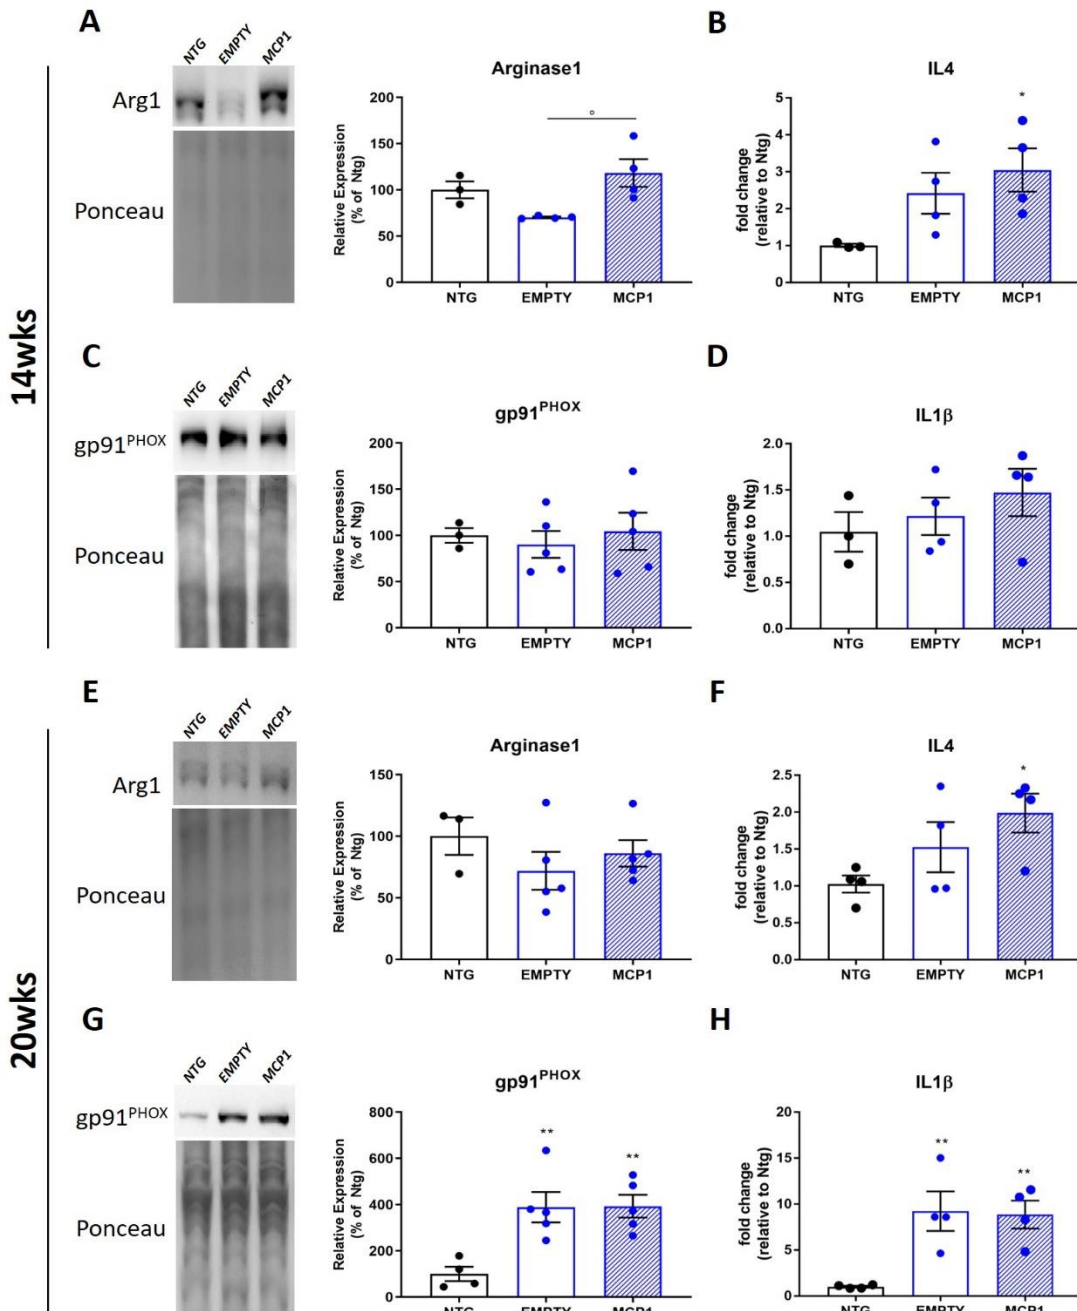 14wks
A
NTG EMPTY MCP1
Arg1
Ponceau
Arginase1
Relative Expression
(% of Ntg)
200
150
100
50
0
°
NTG EMPTY MCP1
B
IL4
fold change
(relative to Ntg)
5
4
3
2
1
0
*
NTG EMPTY MCP1
C
NTG EMPTY MCP1
gp91PHOX
Ponceau
gp91PHOX
Relative Expression
(% of Ntg)
200
150
100
50
0
NTG EMPTY MCP1
D
IL1β
fold change
(relative to Ntg)
2.0
1.5
1.0
0.5
0.0
NTG EMPTY MCP1
20wks
E
NTG EMPTY MCP1
Arg1
Ponceau
Arginase1
Relative Expression
(% of Ntg)
150
100
50
0
NTG EMPTY MCP1
F
IL4
fold change
(relative to Ntg)
2.5
2.0
1.5
1.0
0.5
0.0
*
NTG EMPTY MCP1
G
NTG EMPTY MCP1
gp91PHOX
Ponceau
gp91PHOX
Relative Expression
(% of Ntg)
800
600
400
200
0
** **
NTG EMPTY MCP1
H
IL1β
fold change
(relative to Ntg)
15
10
5
0
** **
NTG EMPTY MCP1